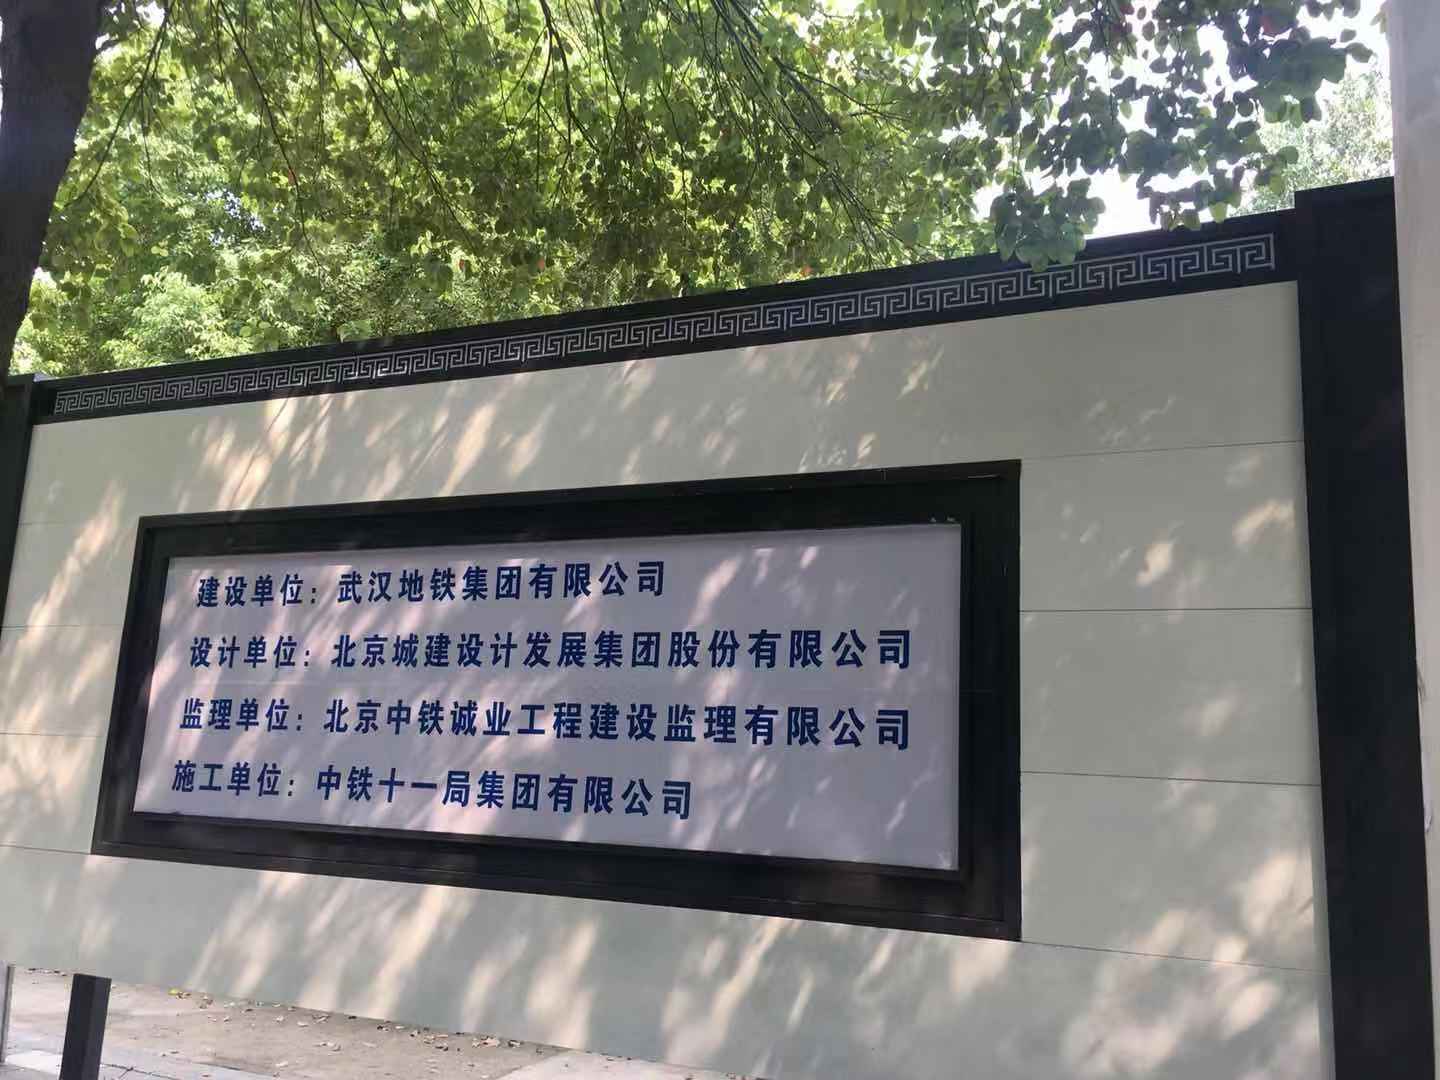 建设单位：武汉地铁集团有限公司
设计单位：北京城建设计发展集团股份有限公司
监理单位：北京中铁诚业工程建设监理有限公司
施工单位：中铁十一局集团有限公司